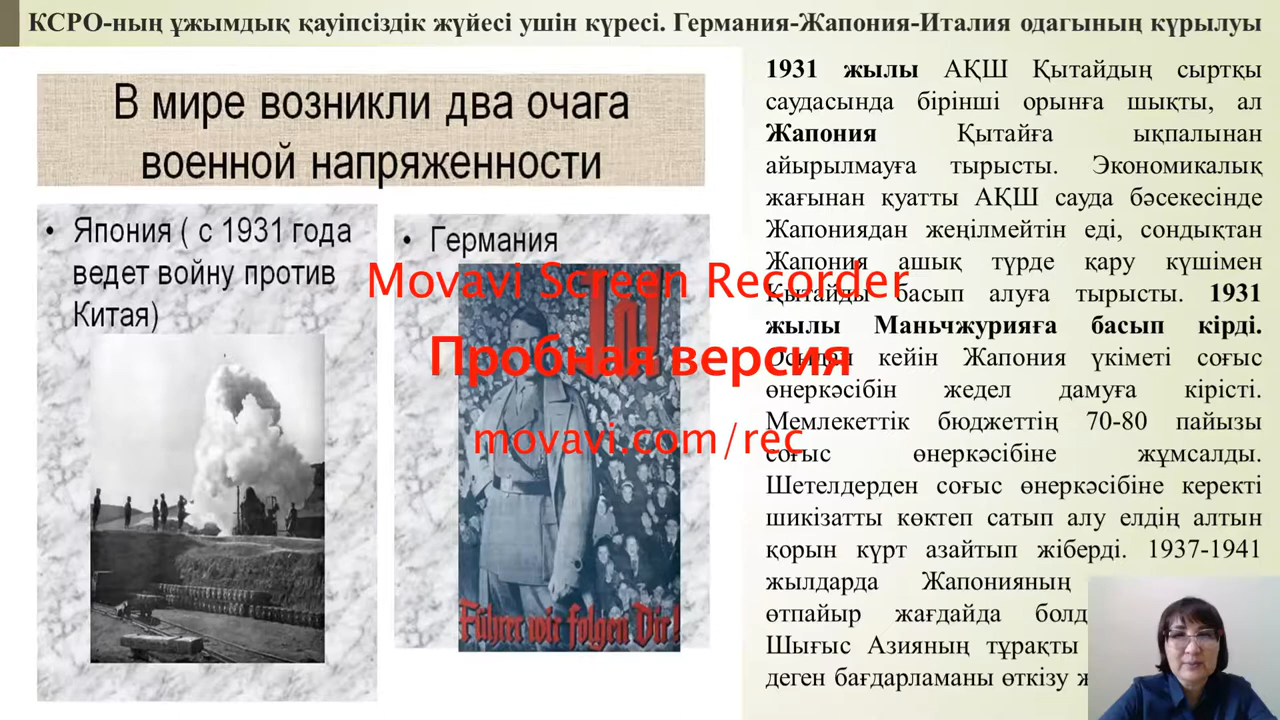 КСРО-ның ұжымдық қауіпсіздік жүйесі ушін күресі. Германия-Жапония-Италия одағының құрылуы
В мире возникли два очага
военной напряженности
• Япония ( с 1931 года
ведет войну против
Китая)
• Германия
Ja!
Führer wir folgen Dir!
Movavi Screen Recorder
Пробная версия
movavi.com/rec
1931 жылы АҚШ Қытайдың сыртқы
саудасында бірінші орынға шықты, ал
Жапония Қытайға ықпалынан
айырылмауға тырысты. Экономикалық
жағынан қуатты АҚШ сауда бәсекесінде
Жапониядан жеңілмейтін еді, сондықтан
Жапония ашық түрде қару күшімен
Қытайды басып алуға тырысты. 1931
жылы Маньчжурияға басып кірді.
Осыдан кейін Жапония үкіметі соғыс
өнеркәсібін жедел дамуға кірісті.
Мемлекеттік бюджеттің 70-80 пайызы
соғыс өнеркәсібіне жұмсалды.
Шетелдерден соғыс өнеркәсібіне керекті
шикізатты көктеп сатып алу елдің алтын
қорын күрт азайтып жіберді. 1937-1941
жылдарда Жапонияның
өтпайыр жағдайда
Шығыс Азияның тұрақты
деген бағдарламаны өткізу